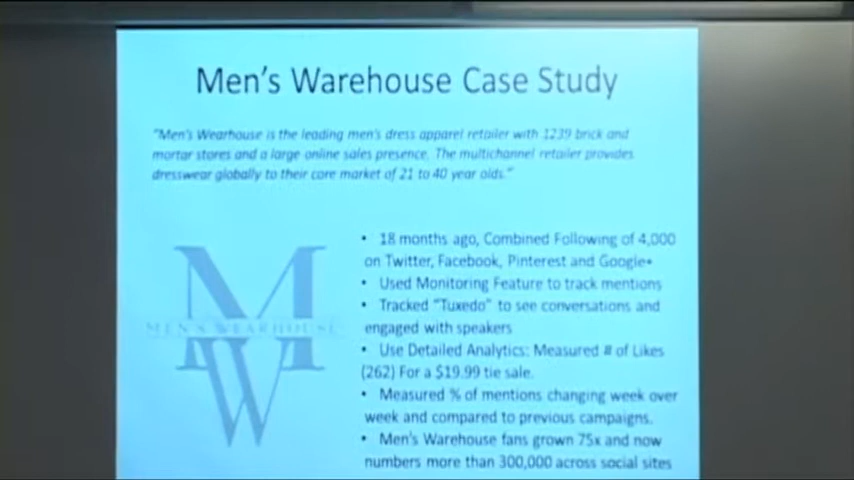 Men's Warehouse Case Study
"Men's Wearhouse is the leading men's dress apparel retailer with 1239 brick and
mortar stores and a large online sales presence. The multichannel retailer provides
dresswear globally to their core market of 21 to 40 year olds."
• 18 months ago, Combined Following of 4,000
on Twitter, Facebook, Pinterest and Google+
• Used Monitoring Feature to track mentions
• Tracked "Tuxedo" to see conversations and
engaged with speakers
• Use Detailed Analytics: Measured # of Likes
(262) For a $19.99 tie sale.
• Measured % of mentions changing week over
week and compared to previous campaigns.
• Men's Warehouse fans grown 75x and now
numbers more than 300,000 across social sites
M
MEN'S WEARHOUSE
W